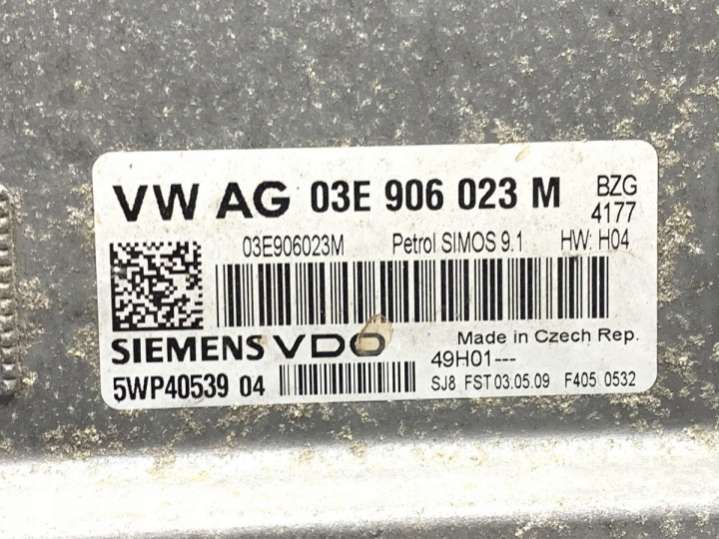 VW AG 03E 906 023 M BZG
4177
03E906023M Petrol SIMOS 9.1 HW: H04
SIEMENS VDO Made in Czech Rep.
49H01---
5WP40539 04 SJ8 FST 03.05.09 F405 0532